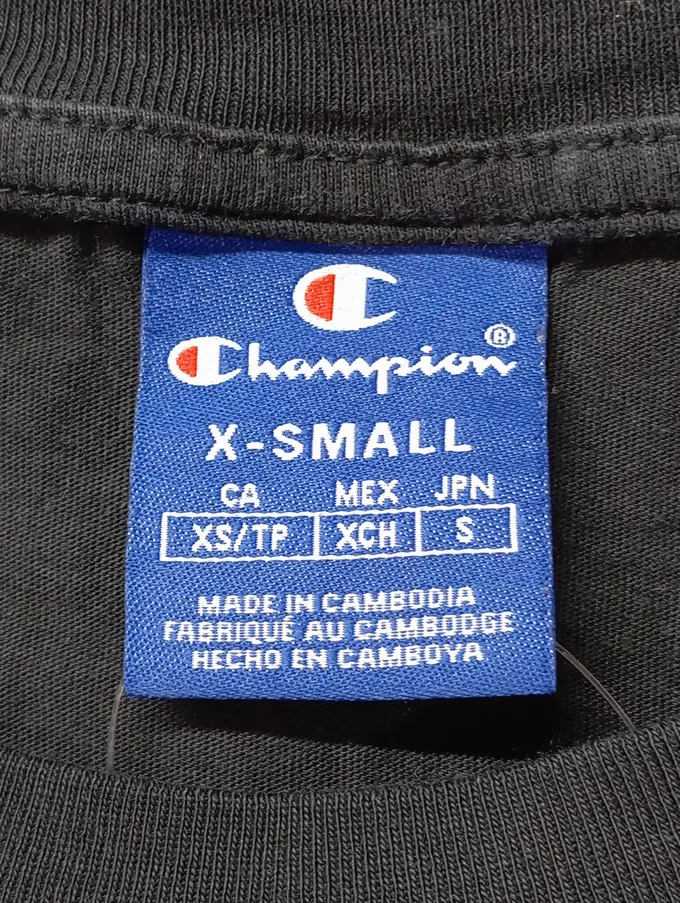 Champion®
X-SMALL
CA MEX JPN
XS/TP XCH S
MADE IN CAMBODIA
FABRIQUÉ AU CAMBODGE
HECHO EN CAMBOYA